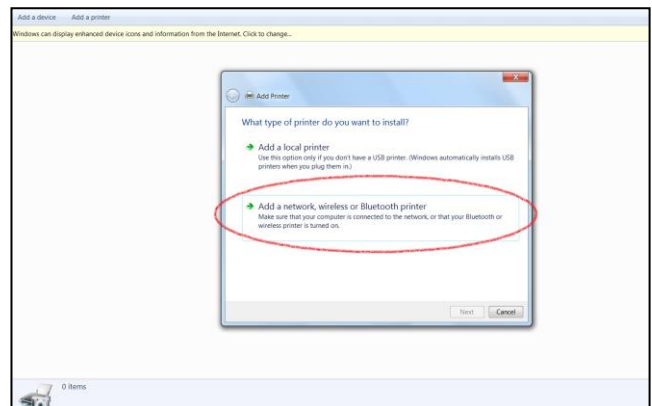 Add a device Add a printer
Windows can display enhanced device icons and information from the Internet. Click to change...
Add Printer
What type of printer do you want to install?
Add a local printer
Use this option only if you don't have a USB printer. (Windows automatically installs USB
printers when you plug them in.)
Add a network, wireless or Bluetooth printer
Make sure that your computer is connected to the network, or that your Bluetooth or
wireless printer is turned on.
Next Cancel
0 items